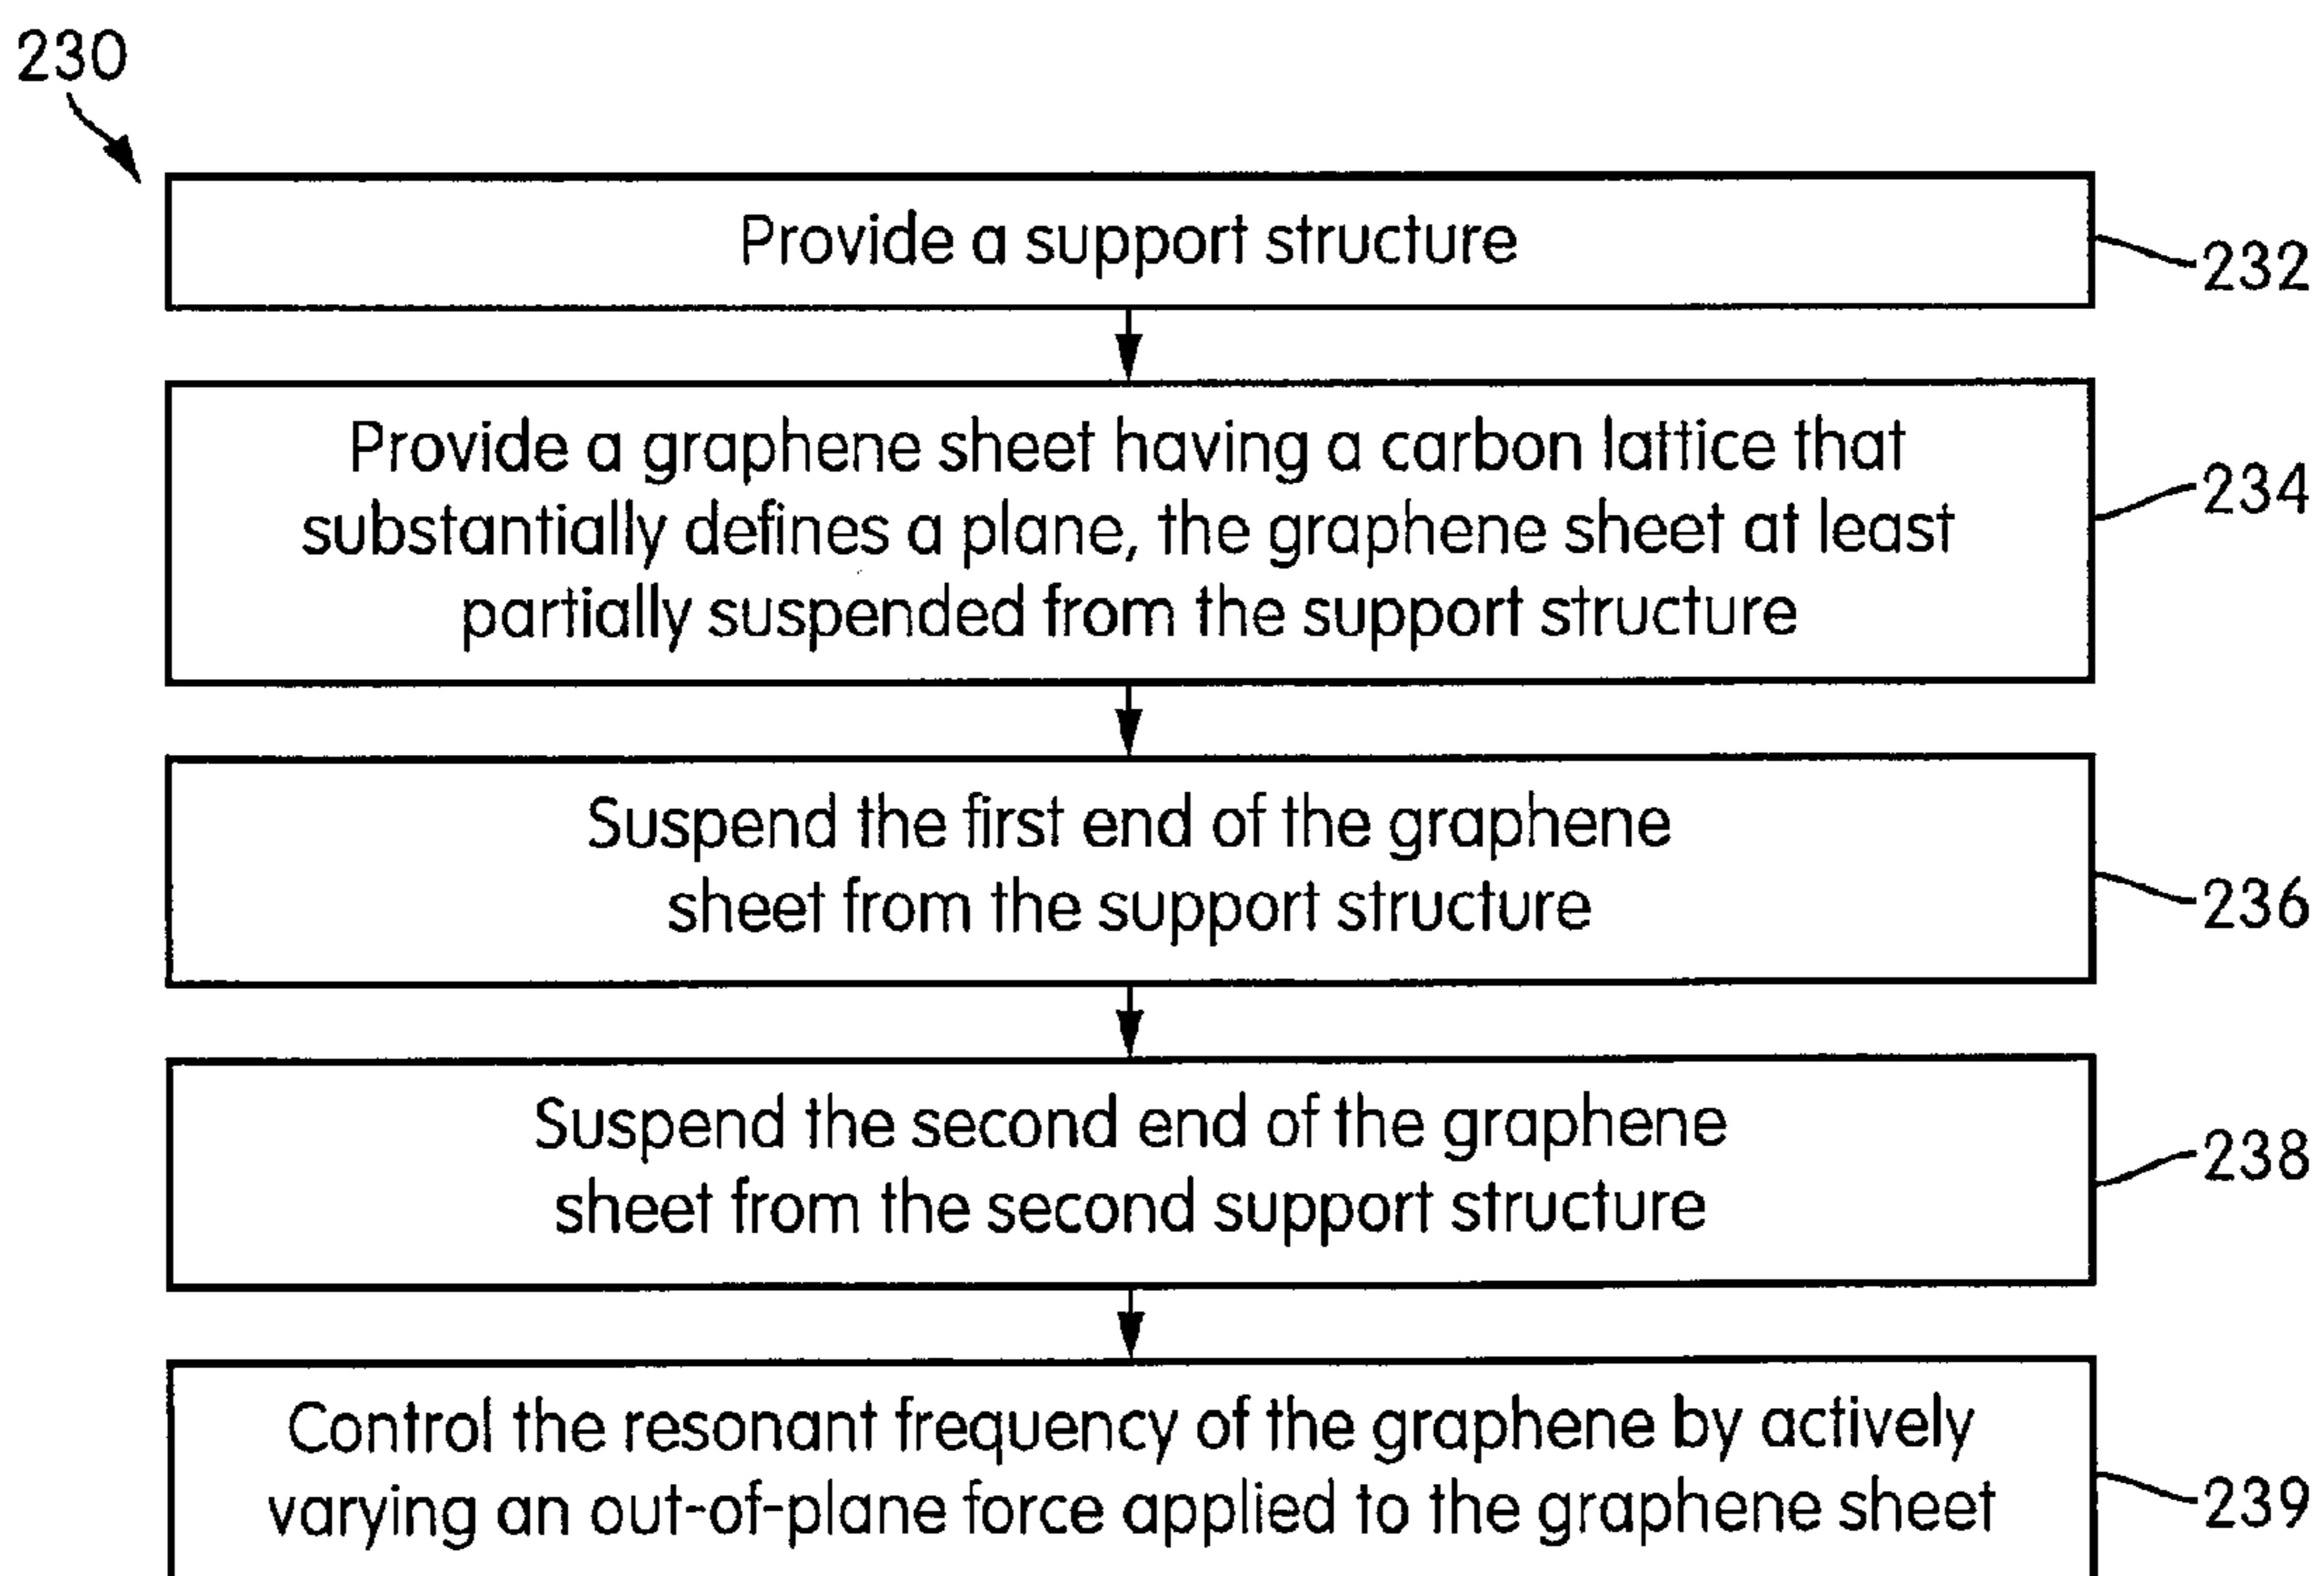 230
Provide a support structure
232
Provide a graphene sheet having a carbon lattice that
substantially defines a plane, the graphene sheet at least
partially suspended from the support structure
234
Suspend the first end of the graphene
sheet from the support structure
236
Suspend the second end of the graphene
sheet from the second support structure
238
Control the resonant frequency of the graphene by actively
varying an out-of-plane force applied to the graphene sheet
239